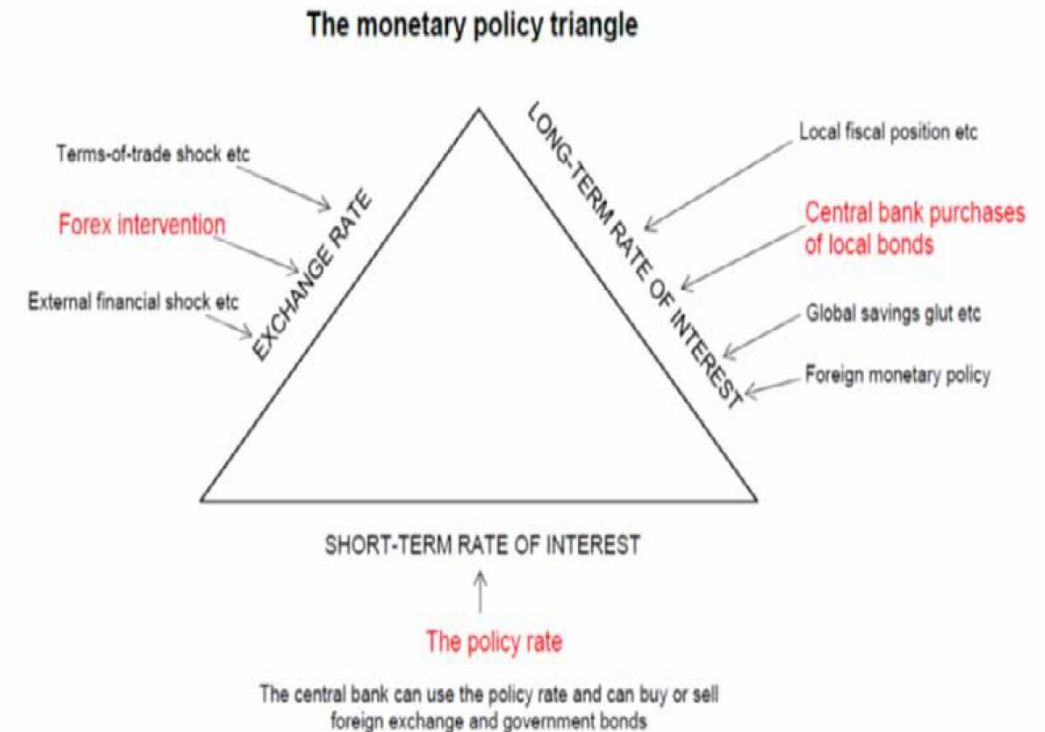 The monetary policy triangle
Terms-of-trade shock etc
Forex intervention
External financial shock etc
EXCHANGE RATE
LONG-TERM RATE OF INTEREST
Local fiscal position etc
Central bank purchases
of local bonds
Global savings glut etc
Foreign monetary policy
SHORT-TERM RATE OF INTEREST
The policy rate
The central bank can use the policy rate and can buy or sell
foreign exchange and government bonds